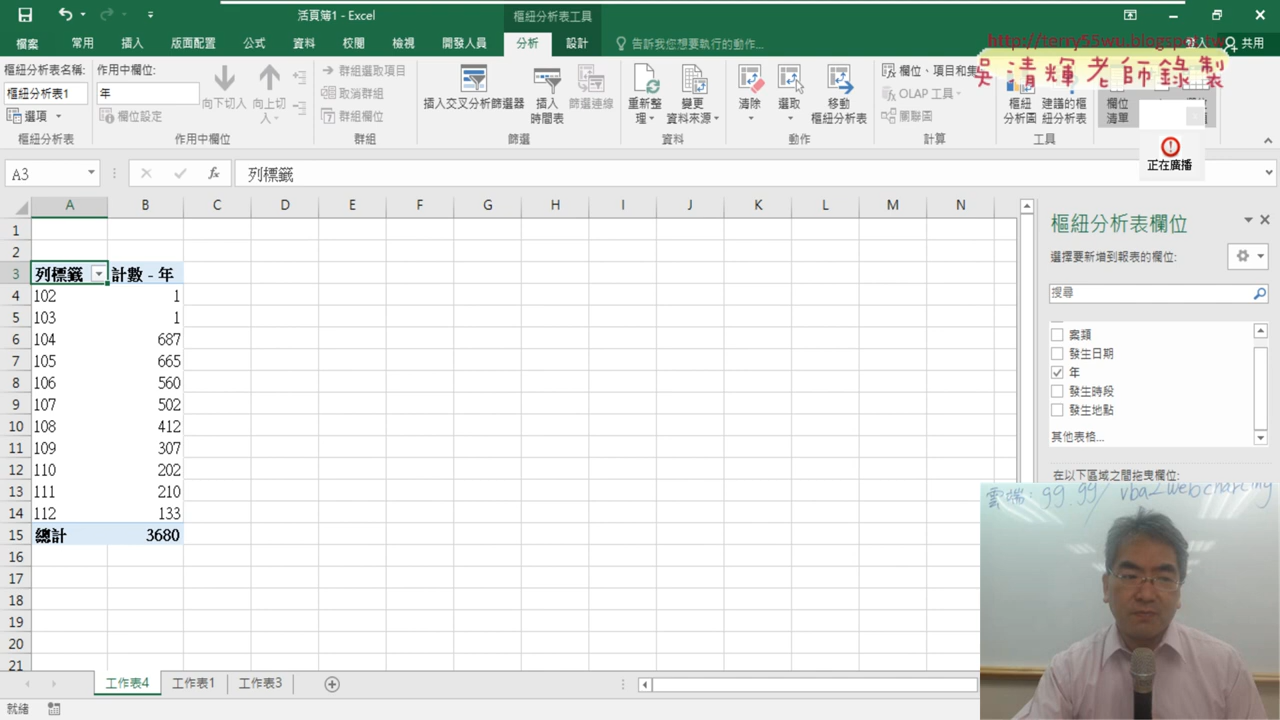 活頁簿1 - Excel
樞紐分析表工具
檔案 常用 插入 版面配置 公式 資料 校閱 檢視 開發人員 分析 設計 告訴我您想要執行的動作... 登入 共用
http://terry55wu.blogspot.tw
吳清輝老師錄製
樞紐分析表名稱: 作用中欄位:
樞紐分析表1 年
選項 欄位設定
向下切入 向上切入
群組選取項目
取消群組
群組欄位
插入交叉分析篩選器 插入時間表 篩選連線
重新整理 變更資料來源
清除 選取 移動樞紐分析表
欄位、項目和集
OLAP 工具
關聯圖
樞紐分析圖 建議的樞紐分析表
欄位清單
樞紐分析表 作用中欄位 群組 篩選 資料 動作 計算 工具
正在廣播
A3 fx 列標籤
A B C D E F G H I J K L M N
1
2
3 列標籤 計數 - 年
4 102 1
5 103 1
6 104 687
7 105 665
8 106 560
9 107 502
10 108 412
11 109 307
12 110 202
13 111 210
14 112 133
15 總計 3680
16
17
18
19
20
21
樞紐分析表欄位
選擇要新增到報表的欄位:
搜尋
案類
發生日期
年
發生時段
發生地點
其他表格...
在以下區域之間拖曳欄位:
雲端: gg.gg/vba2webcharting
工作表4 工作表1 工作表3
就緒